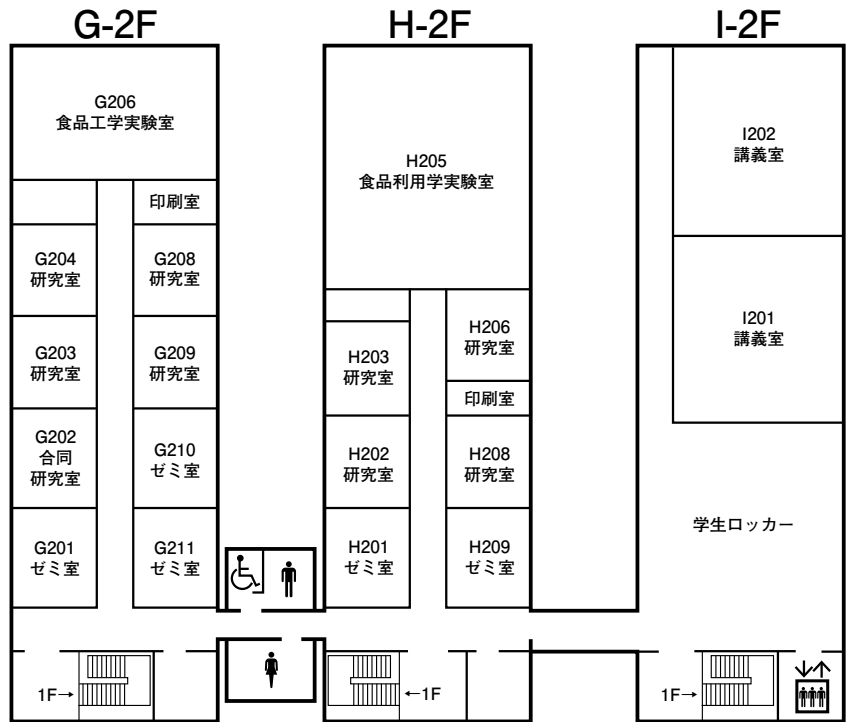 G-2F
H-2F
I-2F
G206
食品工学実験室
印刷室
G204
研究室
G208
研究室
G203
研究室
G209
研究室
G202
合同
研究室
G210
ゼミ室
G201
ゼミ室
G211
ゼミ室
1F→
H205
食品利用学実験室
H206
研究室
H203
研究室
印刷室
H202
研究室
H208
研究室
H201
ゼミ室
H209
ゼミ室
←1F
I202
講義室
I201
講義室
学生ロッカー
1F→